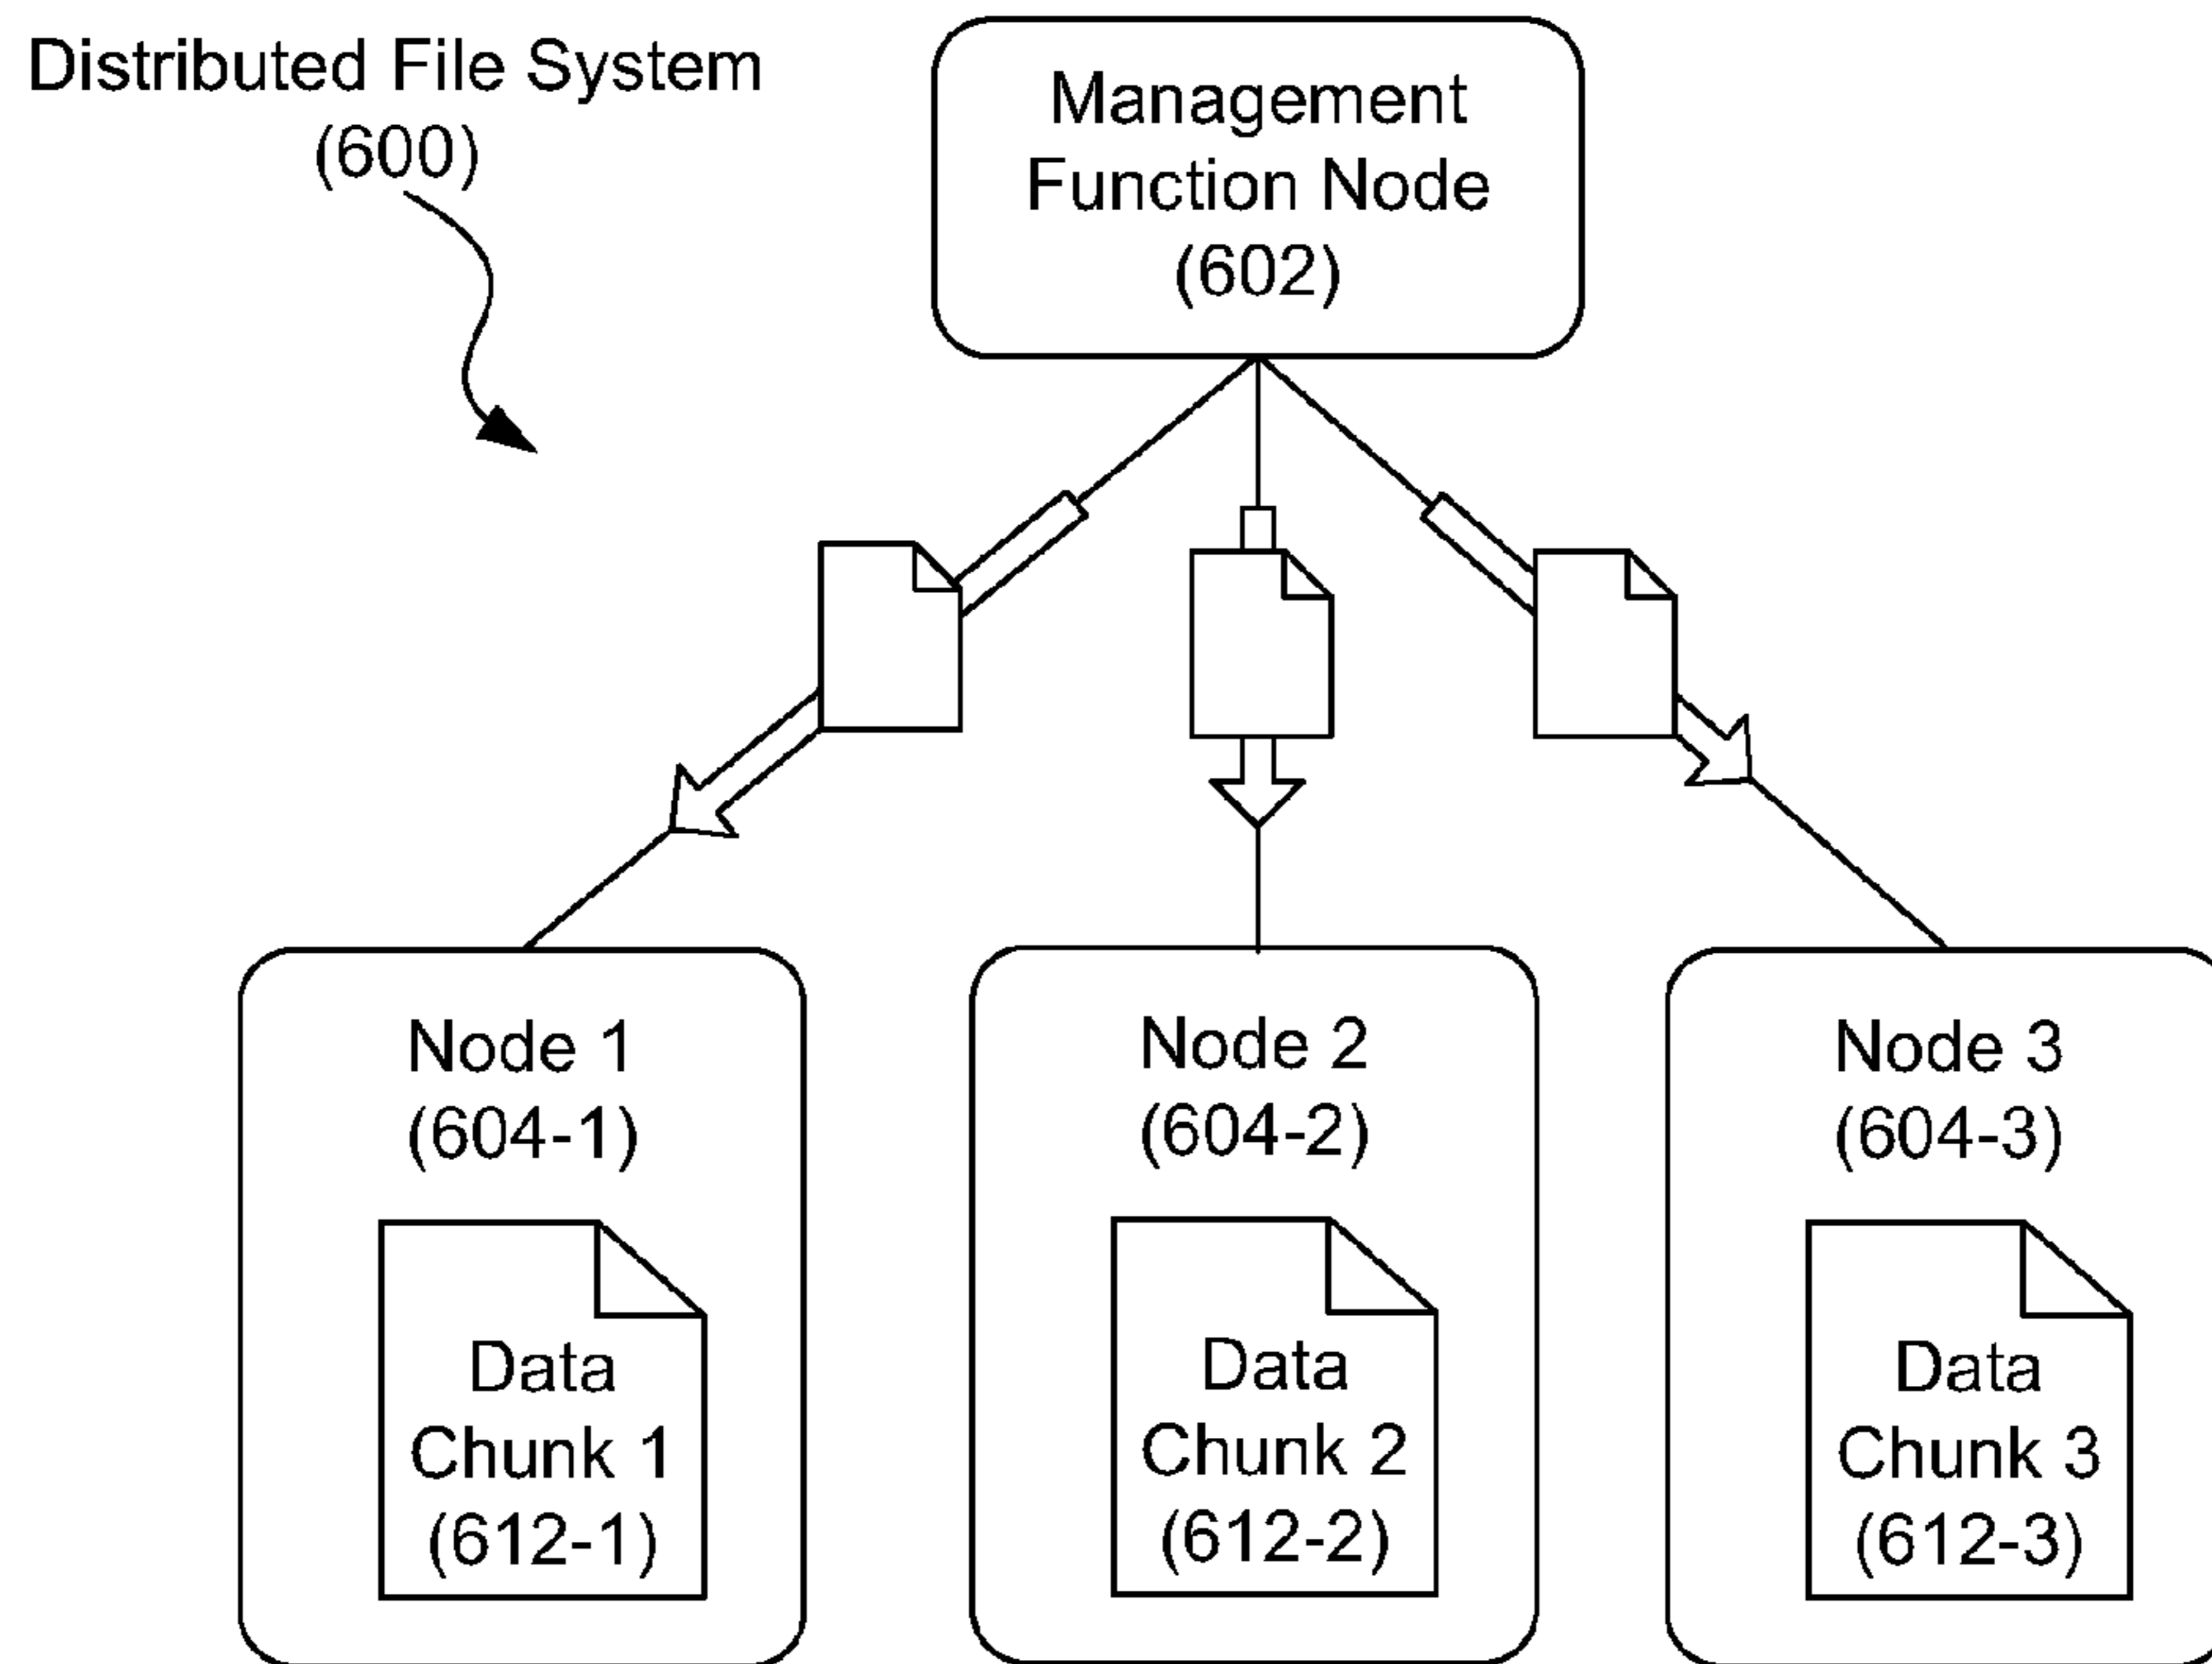 Distributed File System
(600)
Management
Function Node
(602)
Node 1
(604-1)
Data
Chunk 1
(612-1)
Node 2
(604-2)
Data
Chunk 2
(612-2)
Node 3
(604-3)
Data
Chunk 3
(612-3)